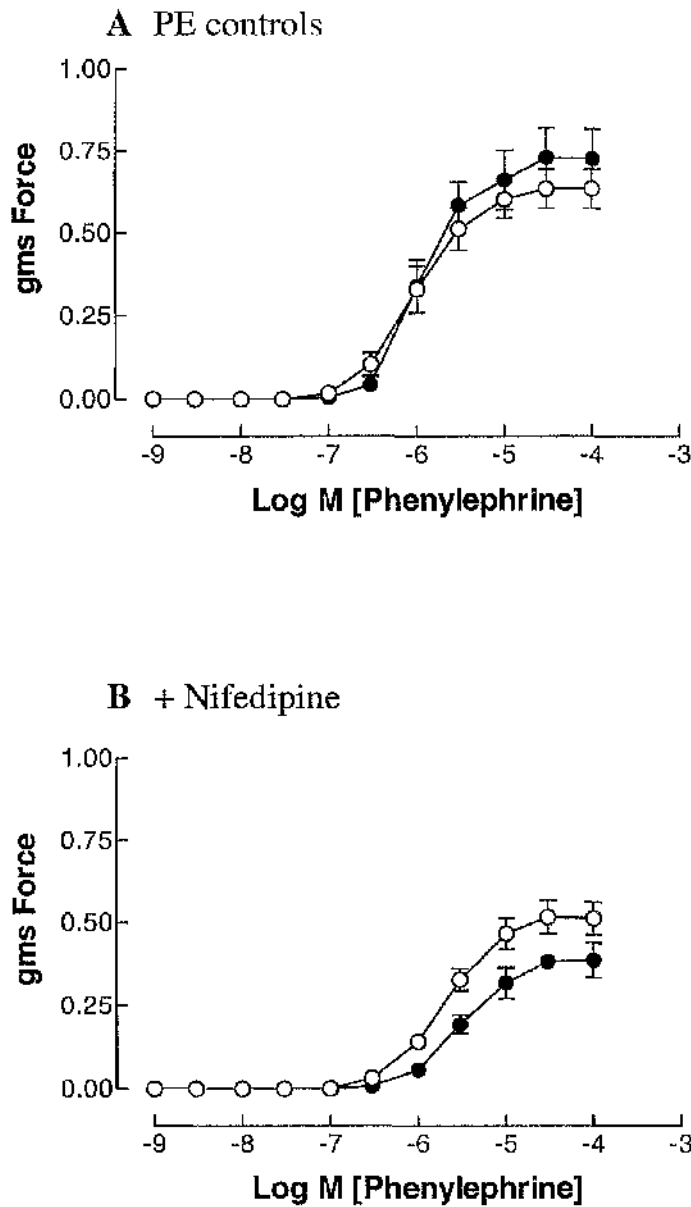 A PE controls
1.00
0.75
0.50
0.25
0.00
gms Force
-9 -8 -7 -6 -5 -4 -3
Log M [Phenylephrine]
B + Nifedipine
1.00
0.75
0.50
0.25
0.00
gms Force
-9 -8 -7 -6 -5 -4 -3
Log M [Phenylephrine]